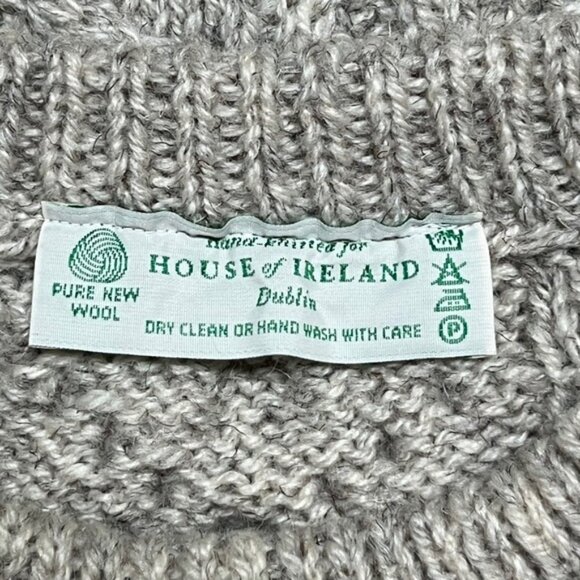 Hand-knitted for
HOUSE of IRELAND
Dublin
PURE NEW
WOOL
DRY CLEAN OR HAND WASH WITH CARE
P